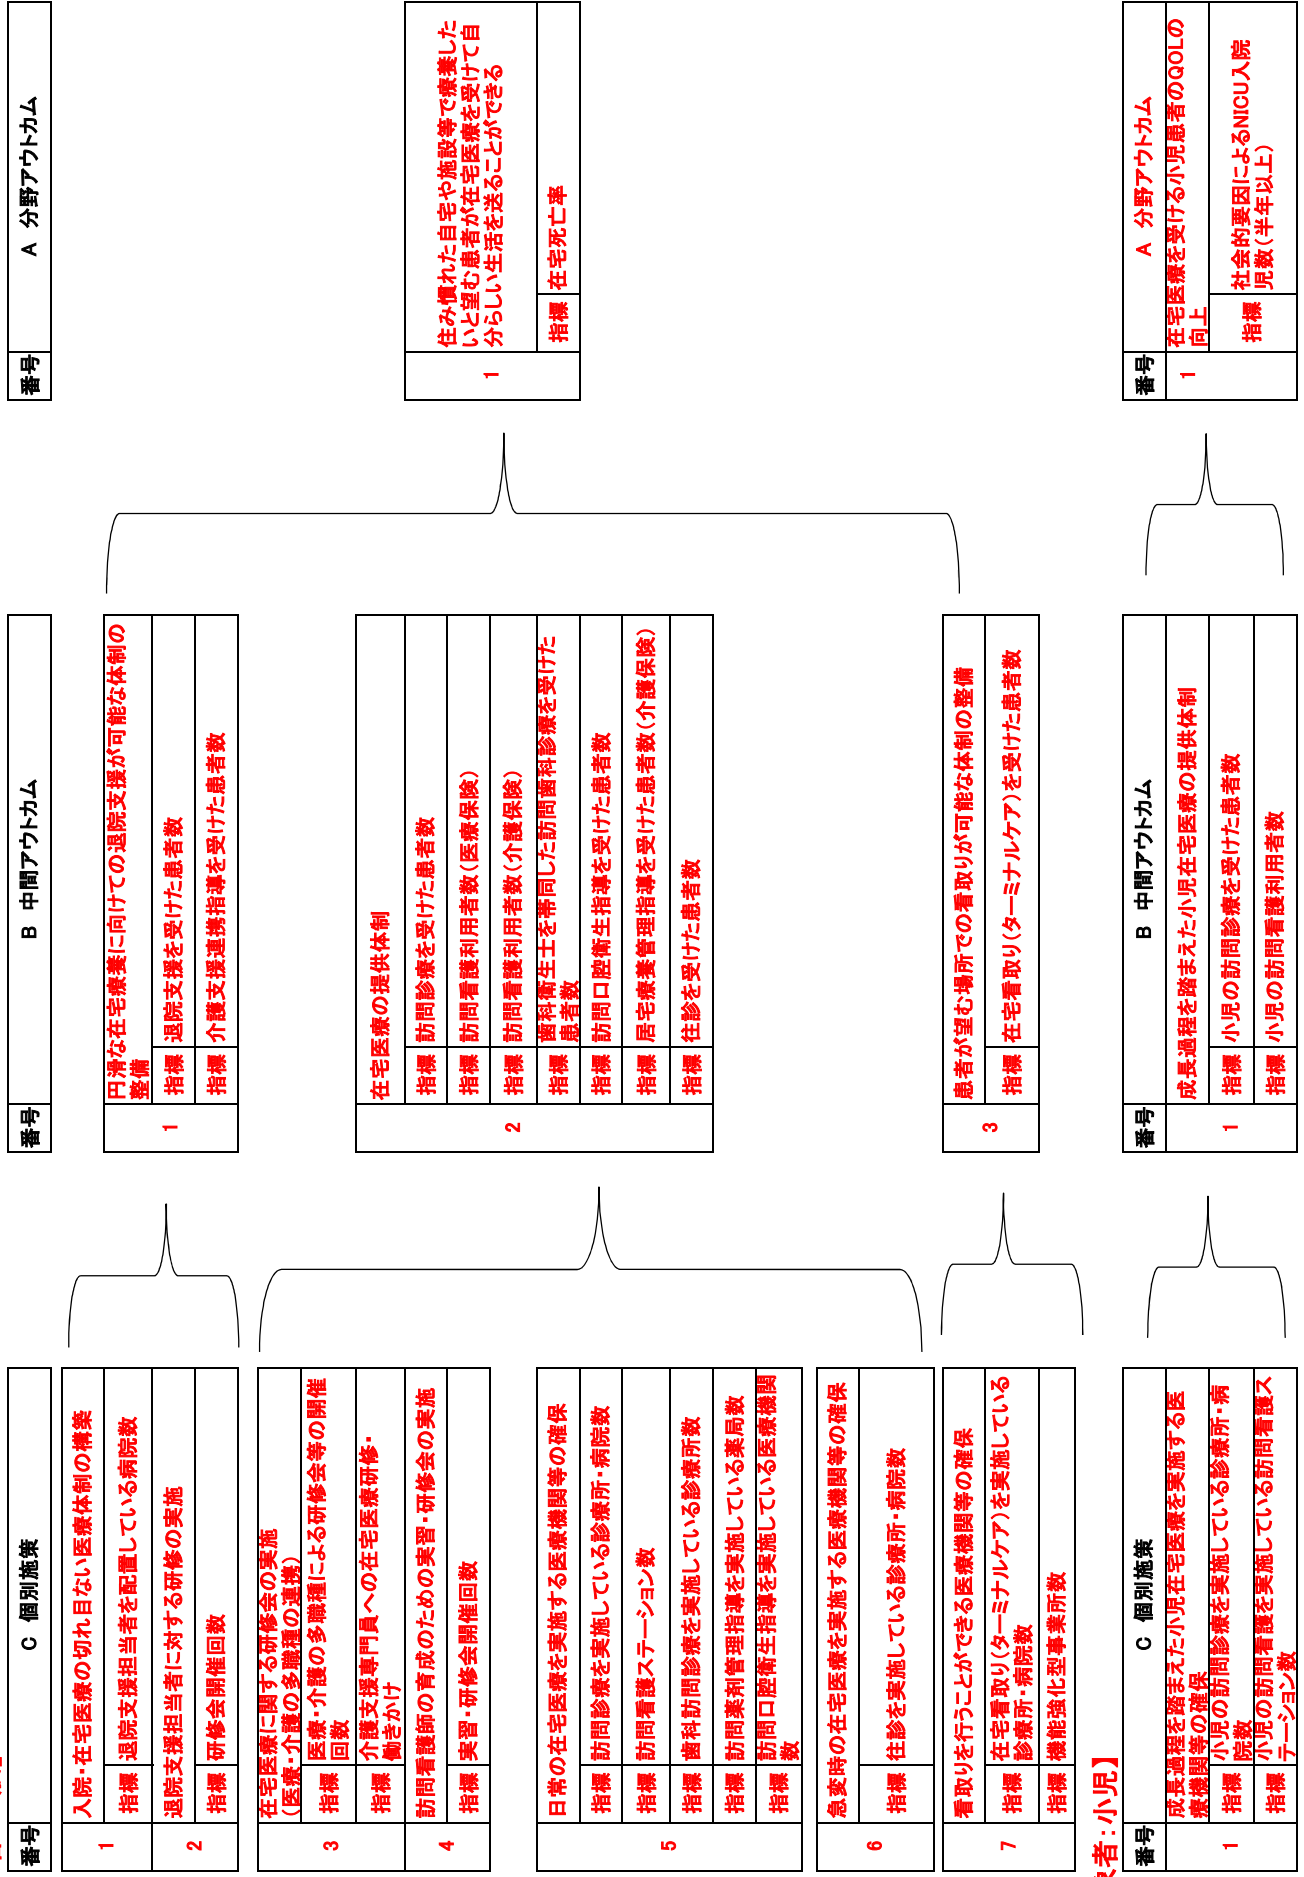 番号
C 個別施策
番号
B 中間アウトカム
番号
A 分野アウトカム
1
入院・在宅医療の切れ目ない医療体制の構築
指標
退院支援担当者を配置している病院数
2
退院支援担当者に対する研修の実施
指標
研修会開催回数
3
在宅医療に関する研修会の実施
(医療・介護の多職種の連携)
指標
医療・介護の多職種による研修会等の開催
回数
指標
介護支援専門員への在宅医療研修・
働きかけ
4
訪問看護師の育成のための実習・研修会の実施
指標
実習・研修会開催回数
5
日常の在宅医療を実施する医療機関等の確保
指標
訪問診療を実施している診療所・病院数
指標
訪問看護ステーション数
指標
歯科訪問診療を実施している診療所数
指標
訪問薬剤管理指導を実施している薬局数
指標
訪問口腔衛生指導を実施している医療機関
数
6
急変時の在宅医療を実施する医療機関等の確保
指標
往診を実施している診療所・病院数
7
看取りを行うことができる医療機関等の確保
指標
在宅看取り(ターミナルケア)を実施している
診療所・病院数
指標
機能強化型事業所数
1
円滑な在宅療養に向けての退院支援が可能な体制の
整備
指標
退院支援を受けた患者数
指標
介護支援連携指導を受けた患者数
2
在宅医療の提供体制
指標
訪問診療を受けた患者数
指標
訪問看護利用者数(医療保険)
指標
訪問看護利用者数(介護保険)
指標
歯科衛生士を帯同した訪問歯科診療を受けた
患者数
指標
訪問口腔衛生指導を受けた患者数
指標
居宅療養管理指導を受けた患者数(介護保険)
指標
往診を受けた患者数
3
患者が望む場所での看取りが可能な体制の整備
指標
在宅看取り(ターミナルケア)を受けた患者数
1
住み慣れた自宅や施設等で療養した
いと望む患者が在宅医療を受けて自
分らしい生活を送ることができる
指標
在宅死亡率
者:小児】
番号
C 個別施策
番号
B 中間アウトカム
番号
A 分野アウトカム
1
成長過程を踏まえた小児在宅医療を実施する医
療機関等の確保
指標
小児の訪問診療を実施している診療所・病
院数
指標
小児の訪問看護を実施している訪問看護ス
テーション数
1
成長過程を踏まえた小児在宅医療の提供体制
指標
小児の訪問診療を受けた患者数
指標
小児の訪問看護利用者数
1
在宅医療を受ける小児患者のQOLの
向上
指標
社会的要因によるNICU入院
児数(半年以上)